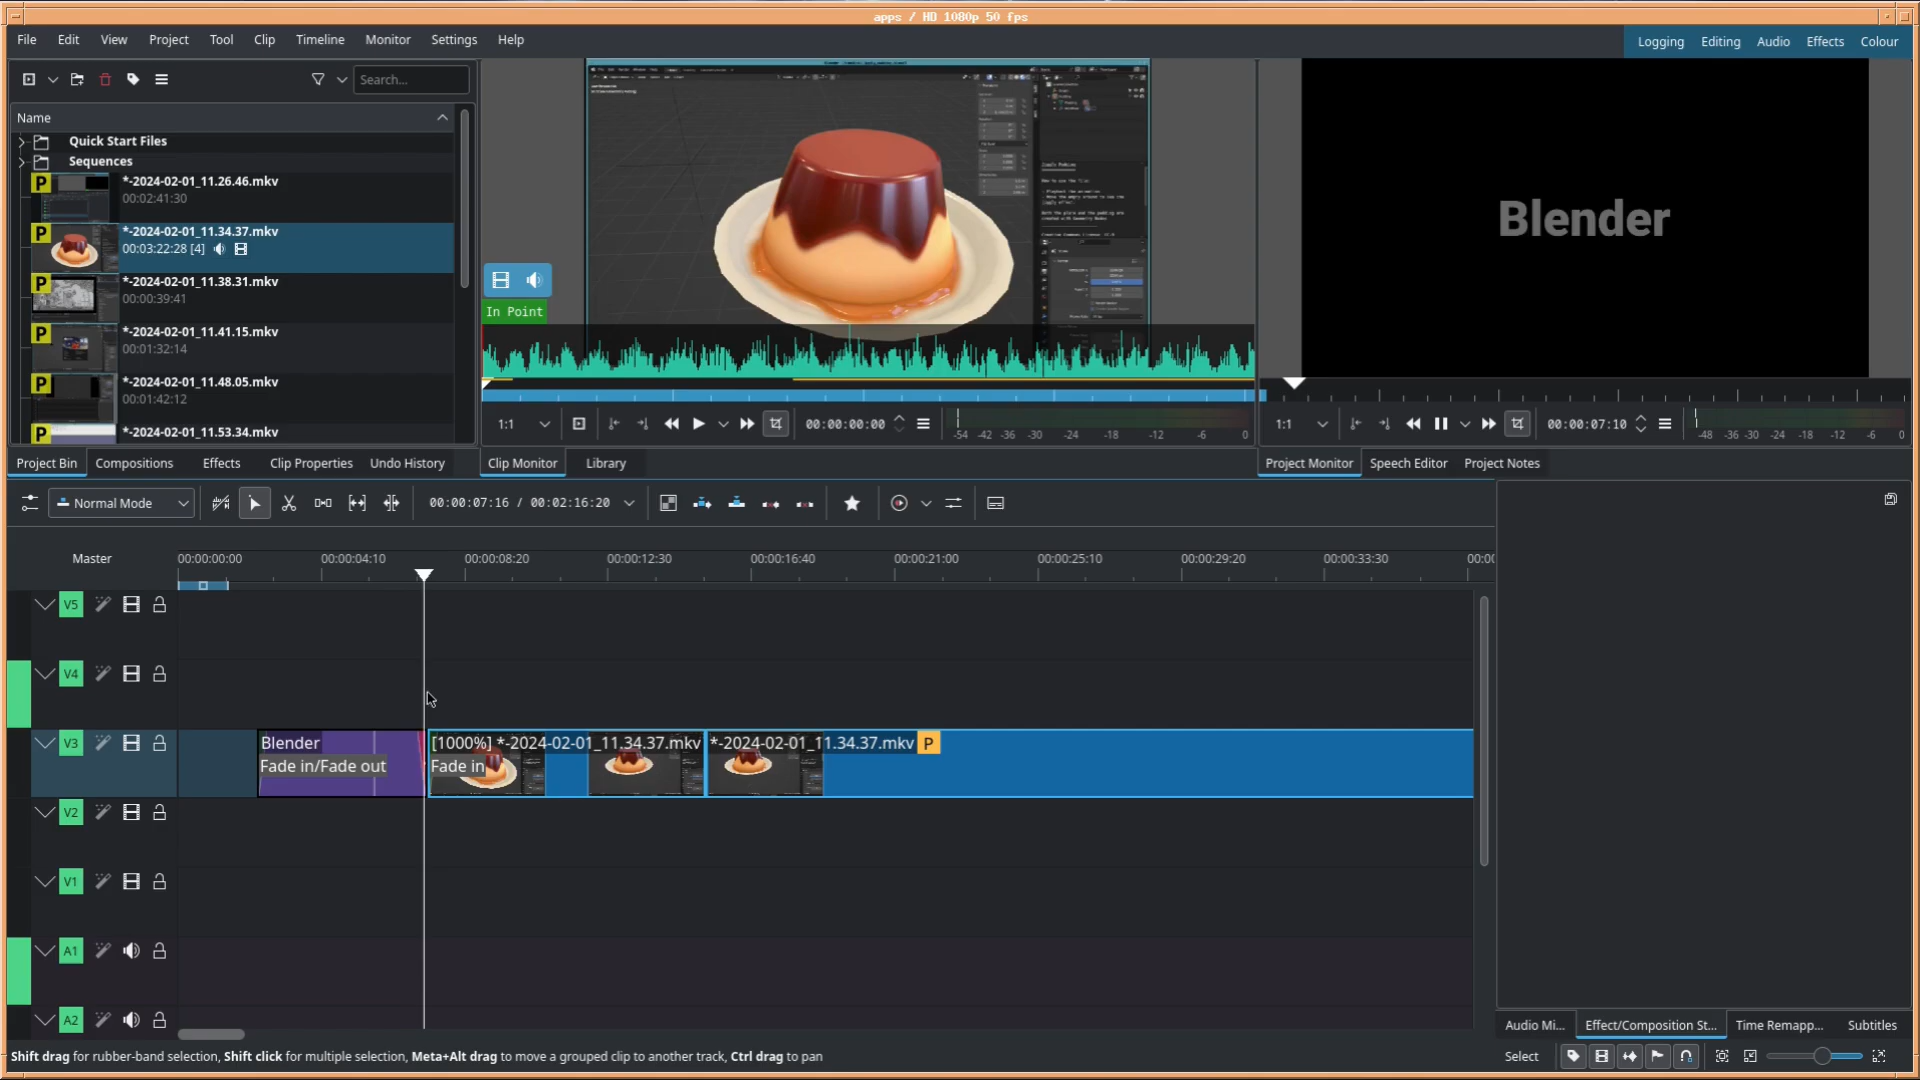 apps / HD 1080p 50 fps
File Edit View Project Tool Clip Timeline Monitor Settings Help
Logging Editing Audio Effects Colour
Search...
Name
Quick Start Files
Sequences
P *-2024-02-01_11.26.46.mkv
00:02:41:30
P *-2024-02-01_11.34.37.mkv
00:03:22:28 [4]
P *-2024-02-01_11.38.31.mkv
00:00:39:41
P *-2024-02-01_11.41.15.mkv
00:01:32:14
P *-2024-02-01_11.48.05.mkv
00:01:42:12
P *-2024-02-01_11.53.34.mkv
In Point
Blender
1:1 00:00:00:00 -54 -42 -36 -30 -24 -18 -12 -6 0
1:1 00:00:07:10 -48 -36 -30 -24 -18 -12 -6 0
Project Bin Compositions Effects Clip Properties Undo History
Clip Monitor Library
Project Monitor Speech Editor Project Notes
Normal Mode 00:00:07:16 / 00:02:16:20
Master 00:00:00:00 00:00:04:10 00:00:08:20 00:00:12:30 00:00:16:40 00:00:21:00 00:00:25:10 00:00:29:20 00:00:33:30 00:00
V5
V4
V3 Blender [1000%] *-2024-02-01_11.34.37.mkv *-2024-02-01_11.34.37.mkv P
Fade in/Fade out Fade in
V2
V1
A1
A2
Audio Mi... Effect/Composition St... Time Remapp... Subtitles
Shift drag for rubber-band selection, Shift click for multiple selection, Meta+Alt drag to move a grouped clip to another track, Ctrl drag to pan
Select